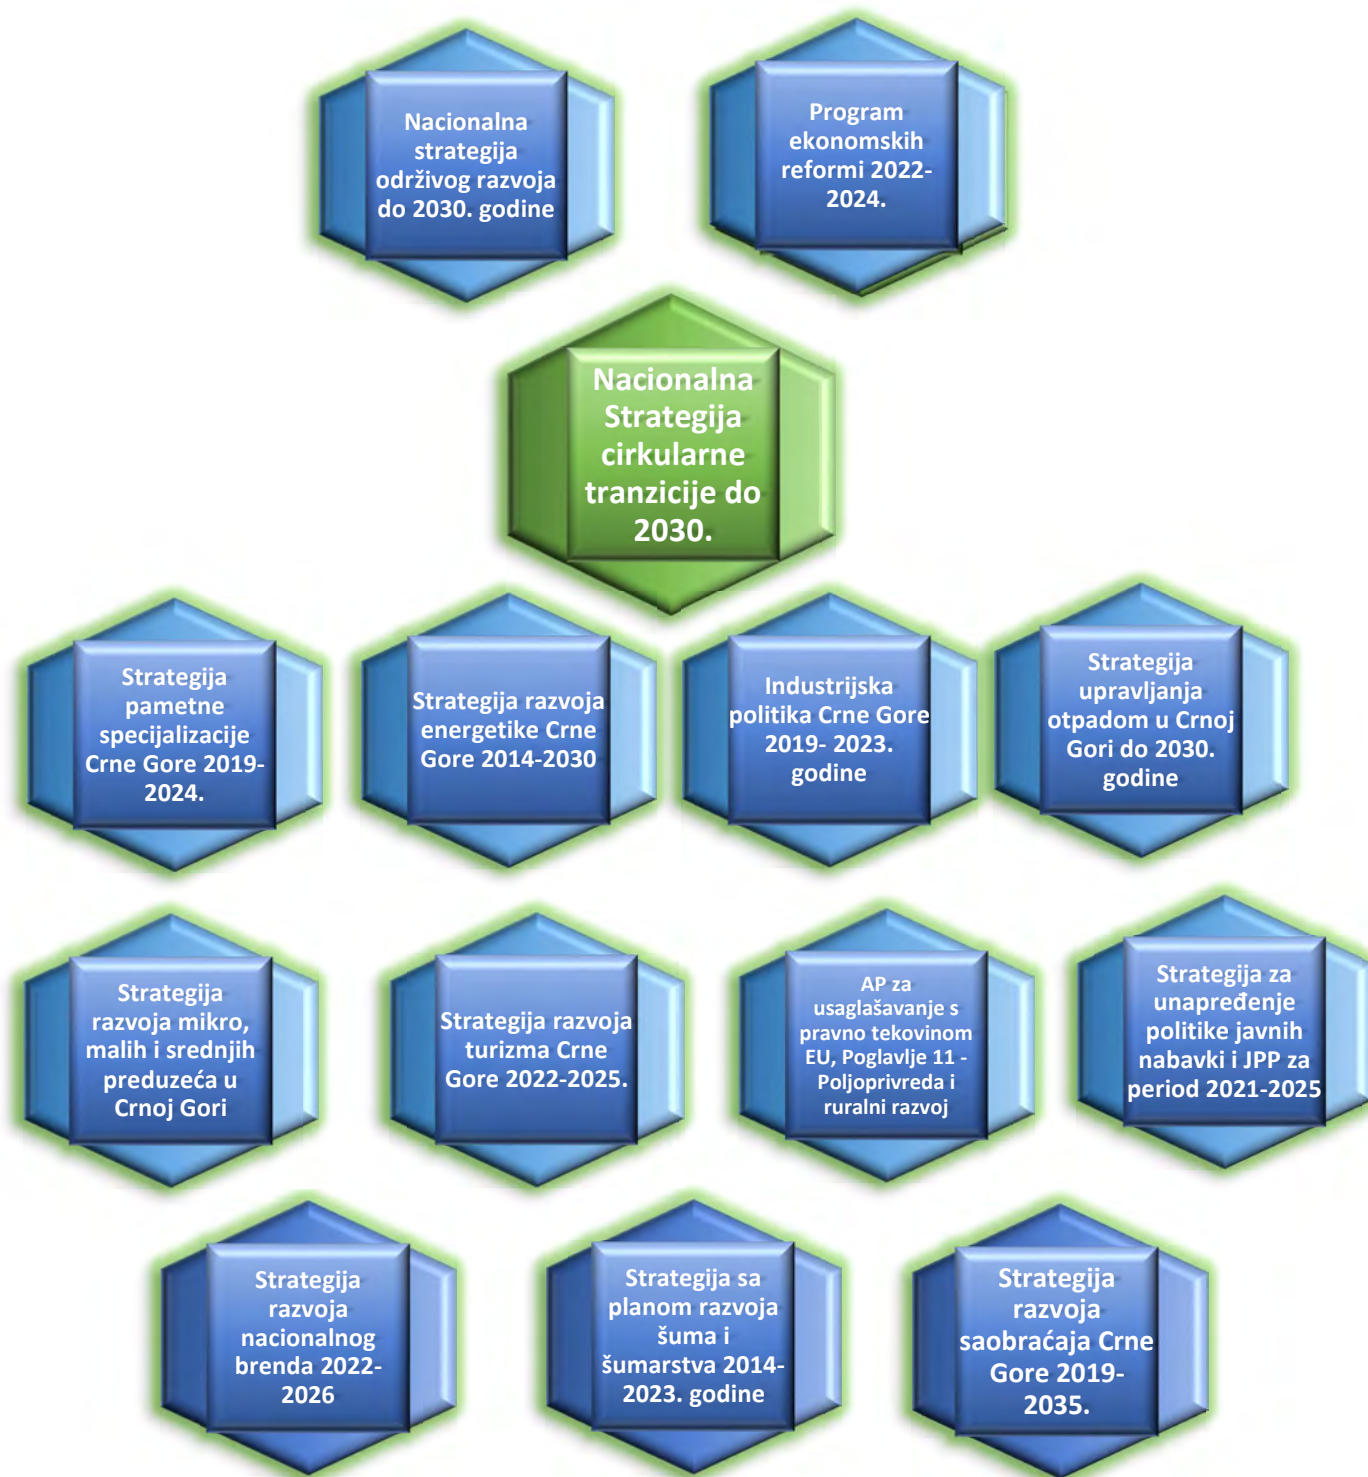 Nacionalna
strategija
održivog razvoja
do 2030. godine
Program
ekonomskih
reformi 2022-
2024.
Nacionalna
Strategija
cirkularne
tranzicije do
2030.
Strategija
pametne
specijalizacije
Crne Gore 2019-
2024.
Strategija razvoja
energetike Crne
Gore 2014-2030
Industrijska
politika Crne Gore
2019- 2023.
godine
Strategija
upravljanja
otpadom u Crnoj
Gori do 2030.
godine
Strategija
razvoja mikro,
malih i srednjih
preduzeća u
Crnoj Gori
Strategija razvoja
turizma Crne
Gore 2022-2025.
AP za
usaglašavanje s
pravno tekovinom
EU, Poglavlje 11 -
Poljoprivreda i
ruralni razvoj
Strategija za
unapređenje
politike javnih
nabavki i JPP za
period 2021-2025
Strategija
razvoja
nacionalnog
brenda 2022-
2026
Strategija sa
planom razvoja
šuma i
šumarstva 2014-
2023. godine
Strategija
razvoja
saobraćaja Crne
Gore 2019-
2035.